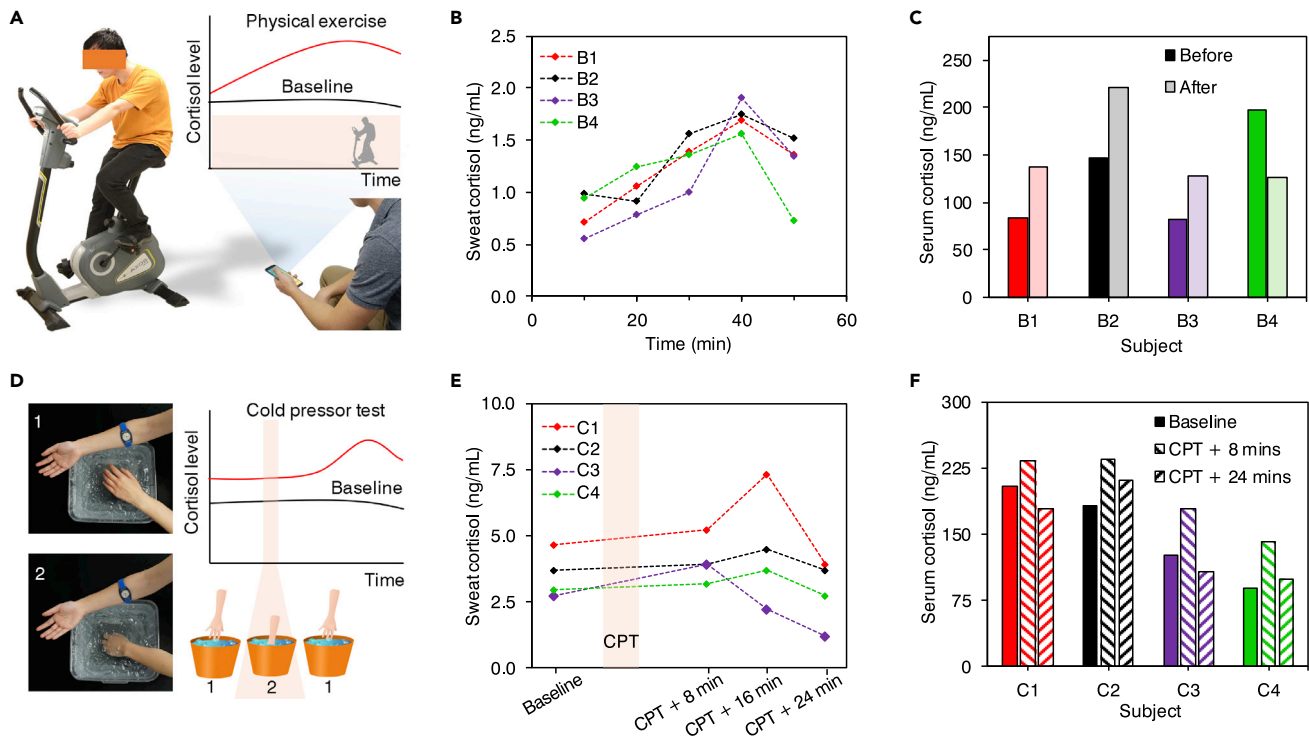 A
Physical exercise
Cortisol level
Baseline
Time
B
Sweat cortisol (ng/mL)
2.5
2.0
1.5
1.0
0.5
0.0
B1
B2
B3
B4
0
20
40
60
Time (min)
C
Serum cortisol (ng/mL)
250
200
150
100
50
0
Before
After
B1
B2
B3
B4
Subject
D
1
2
Cold pressor test
Cortisol level
Baseline
Time
1
2
1
E
Sweat cortisol (ng/mL)
10.0
7.5
5.0
2.5
0.0
C1
C2
C3
C4
CPT
Baseline
CPT + 8 min
CPT + 16 min
CPT + 24 min
F
Serum cortisol (ng/mL)
300
225
150
75
0
Baseline
CPT + 8 mins
CPT + 24 mins
C1
C2
C3
C4
Subject